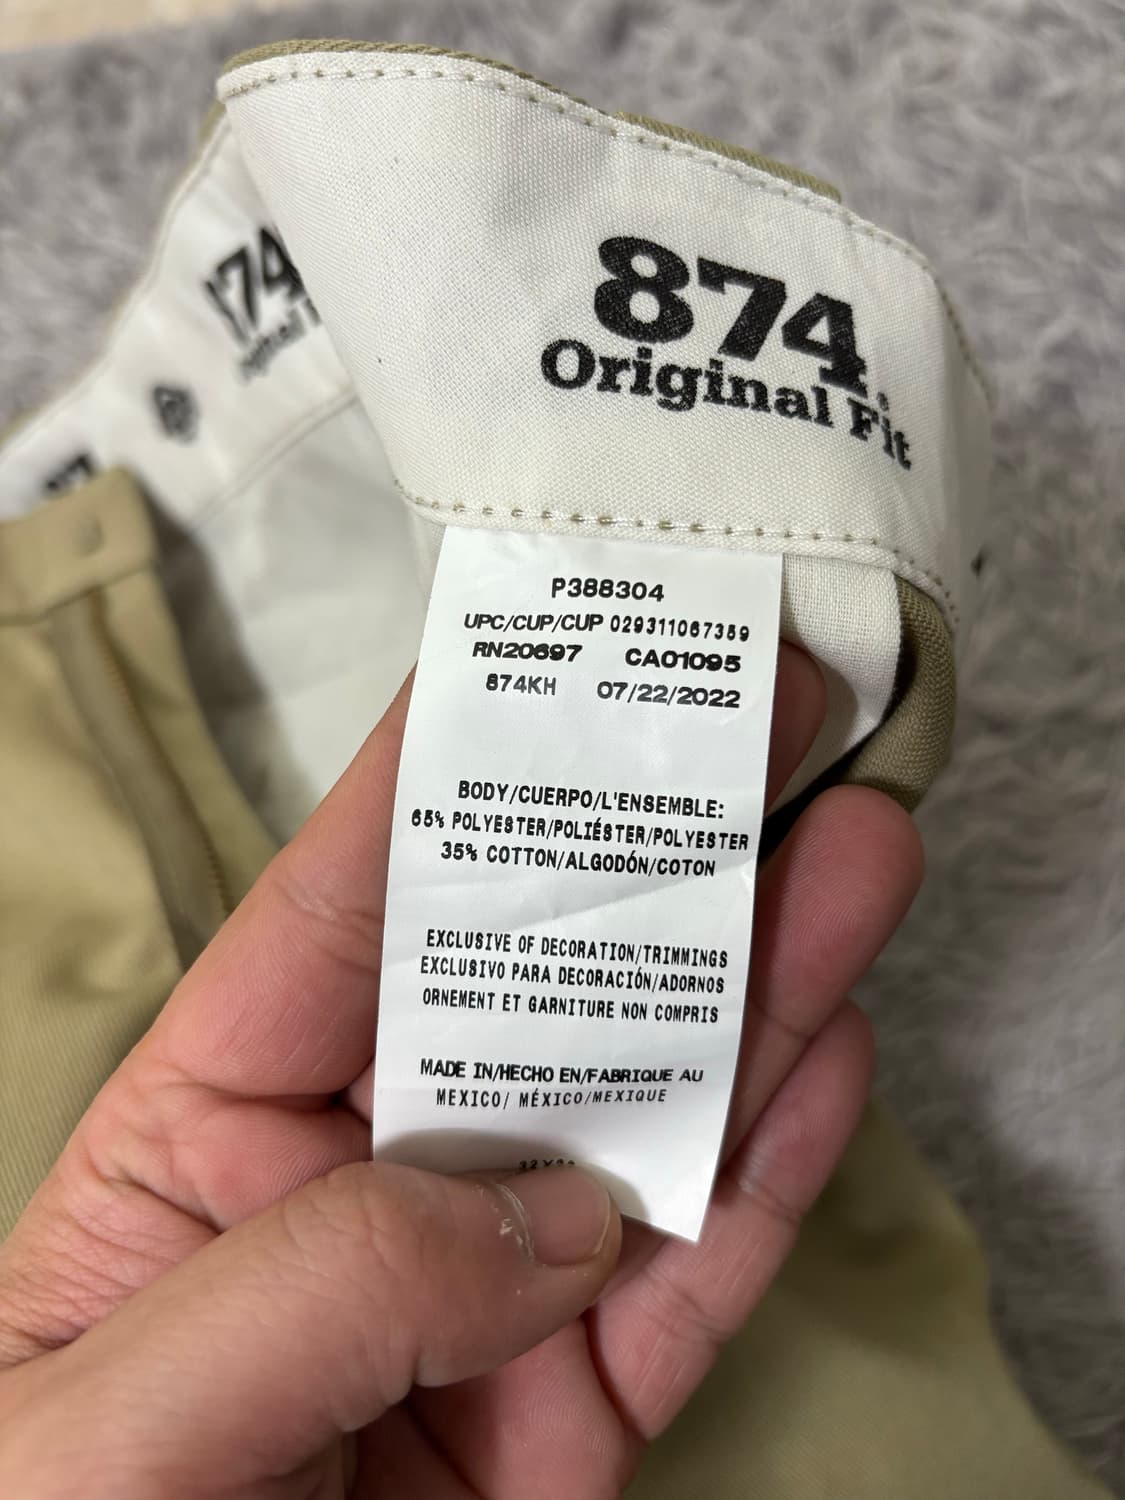 874
Original Fit
P388304
UPC/CUP/CUP 029311067359
RN20697 CA01095
874KH 07/22/2022
BODY/CUERPO/L'ENSEMBLE:
65% POLYESTER/POLIÉSTER/POLYESTER
35% COTTON/ALGODÓN/COTON
EXCLUSIVE OF DECORATION/TRIMMINGS
EXCLUSIVO PARA DECORACIÓN/ADORNOS
ORNEMENT ET GARNITURE NON COMPRIS
MADE IN/HECHO EN/FABRIQUE AU
MEXICO/ MÉXICO/MEXIQUE